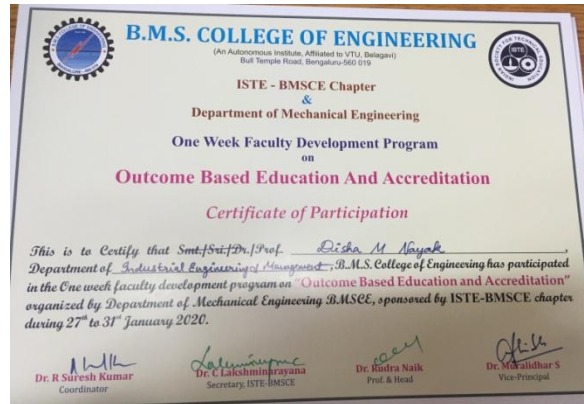 B.M.S. COLLEGE OF ENGINEERING
(An Autonomous Institute, Affiliated to VTU, Belagavi)
Bull Temple Road, Bengaluru-560 019
ISTE - BMSCE Chapter
&
Department of Mechanical Engineering
One Week Faculty Development Program
on
Outcome Based Education And Accreditation
Certificate of Participation
This is to Certify that Smt./Sri/Dr./Prof. Disha M Nayak,
Department of Industrial Engineering & Management, B.M.S. College of Engineering has participated
in the One week faculty development program on "Outcome Based Education and Accreditation"
organized by Department of Mechanical Engineering BMSCE, sponsored by ISTE-BMSCE chapter
during 27th to 31st January 2020.
Dr. R Suresh Kumar
Coordinator
Dr. C Lakshminarayana
Secretary, ISTE-BMSCE
Dr. Rudra Naik
Prof. & Head
Dr. Muralidhar S
Vice-Principal